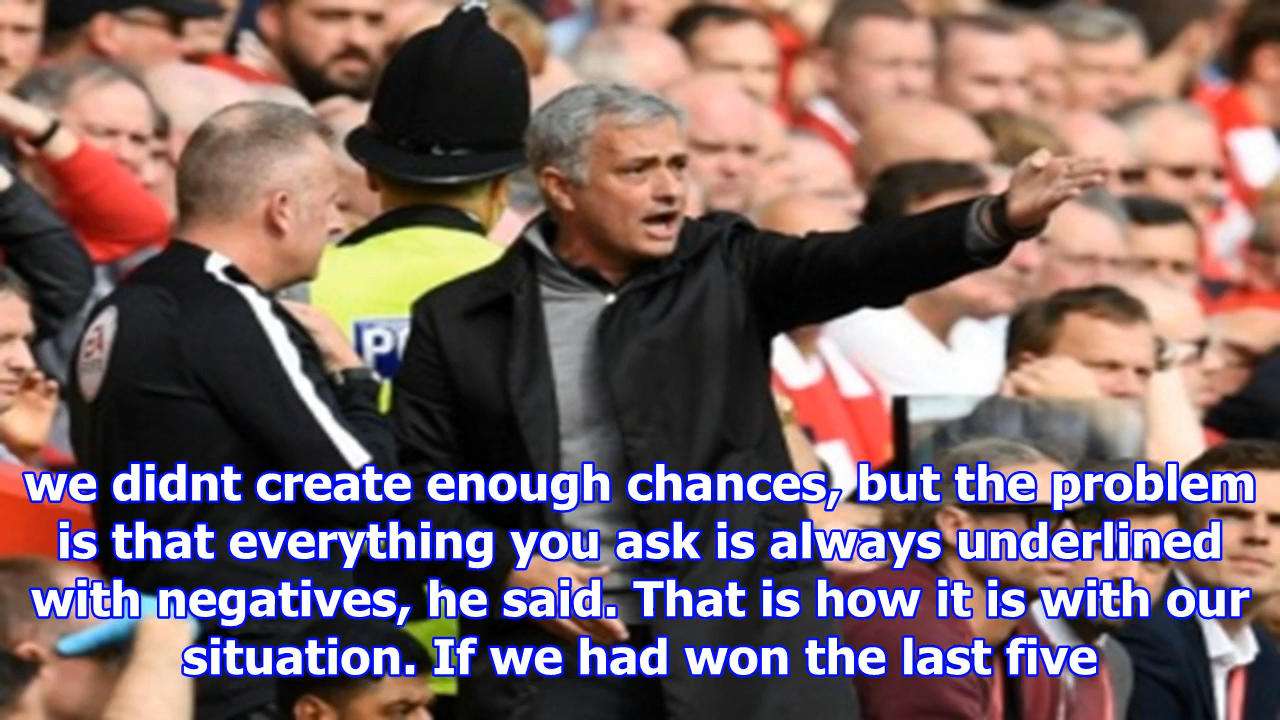 P
we didnt create enough chances, but the problem
is that everything you ask is always underlined
with negatives, he said. That is how it is with our
situation. If we had won the last five